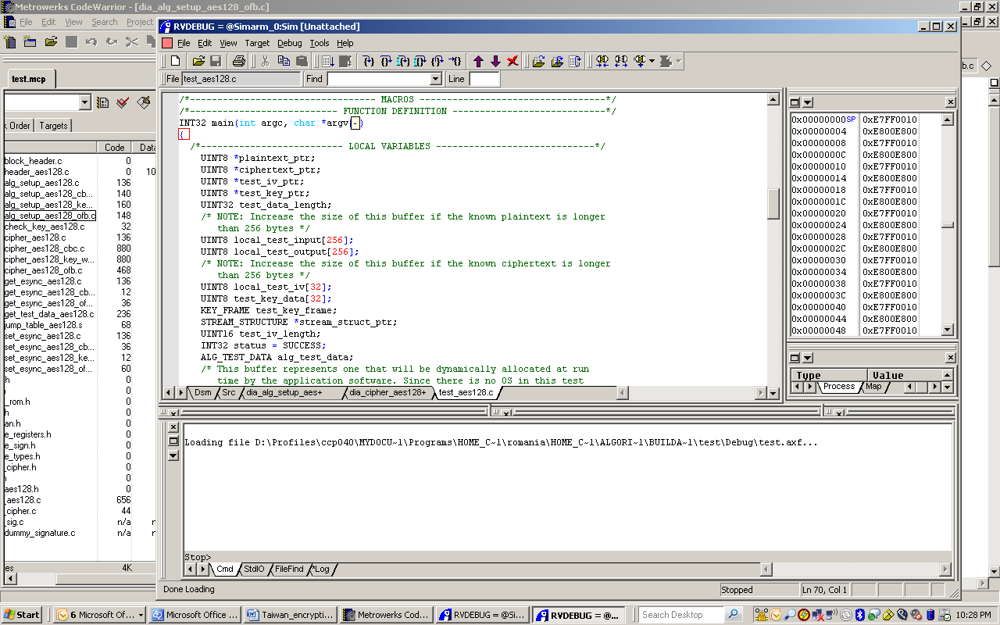 Metrowerks CodeWarrior - [dia_alg_setup_aes128_ofb.c]
File Edit View Search Project
test.mcp
k Order Targets
Code Data
block_header.c 0
header_aes128.c 0 10
alg_setup_aes128.c 136
alg_setup_aes128_cb... 140
alg_setup_aes128_ke... 160
alg_setup_aes128_ofb.c 148
check_key_aes128.c 32
cipher_aes128.c 136
cipher_aes128_cbc.c 880
cipher_aes128_key_w... 880
cipher_aes128_ofb.c 468
get_esync_aes128.c 136
get_esync_aes128_cb... 12
get_esync_aes128_of... 36
get_test_data_aes128.c 236
jump_table_aes128.s 68
set_esync_aes128.c 136
set_esync_aes128_cb... 36
set_esync_aes128_ke... 12
set_esync_aes128_of... 60
h 0
0
_rom.h 0
h 0
an.h 0
e_registers.h 0
e_sign.h 0
e_types.h 0
_cipher.h 0
0
aes128.h 0
_aes128.c 656
_cipher.c 44
_sig.c n/a
dummy_signature.c n/a
es 4K
RVDEBUG = @Simarm_0:Sim [Unattached]
File Edit View Target Debug Tools Help
File test_aes128.c Find Line
/*----------------------------------- MACROS -----------------------------------*/
/*---------------------------- FUNCTION DEFINITION -----------------------------*/
INT32 main(int argc, char *argv[-])
{
/*--------------------------- LOCAL VARIABLES ------------------------------*/
UINT8 *plaintext_ptr;
UINT8 *ciphertext_ptr;
UINT8 *test_iv_ptr;
UINT8 *test_key_ptr;
UINT32 test_data_length;
/* NOTE: Increase the size of this buffer if the known plaintext is longer
than 256 bytes */
UINT8 local_test_input[256];
UINT8 local_test_output[256];
/* NOTE: Increase the size of this buffer if the known ciphertext is longer
than 256 bytes */
UINT8 local_test_iv[32];
UINT8 test_key_data[32];
KEY_FRAME test_key_frame;
STREAM_STRUCTURE *stream_struct_ptr;
UINT16 test_iv_length;
INT32 status = SUCCESS;
ALG_TEST_DATA alg_test_data;
/* This buffer represents one that will be dynamically allocated at run
time by the application software. Since there is no OS in this test
Dsm Src dia_alg_setup_aes+ dia_cipher_aes128+ test_aes128.c
0x00000000SP 0xE7FF0010
0x00000004 0xE800E800
0x00000008 0xE7FF0010
0x0000000C 0xE800E800
0x00000010 0xE7FF0010
0x00000014 0xE800E800
0x00000018 0xE7FF0010
0x0000001C 0xE800E800
0x00000020 0xE7FF0010
0x00000024 0xE800E800
0x00000028 0xE7FF0010
0x0000002C 0xE800E800
0x00000030 0xE7FF0010
0x00000034 0xE800E800
0x00000038 0xE7FF0010
0x0000003C 0xE800E800
0x00000040 0xE7FF0010
0x00000044 0xE800E800
0x00000048 0xE7FF0010
Type Value
Process Map
Loading file D:\Profiles\ccp040\MYDOCU~1\Programs\HOME_C~1\romania\HOME_C~1\ALGORI~1\BUILDA~1\test\Debug\test.axf...
Stop>
Cmd StdIO FileFind *Log
Done Loading Stopped Ln 70, Col 1
b.c
Start 6 Microsoft Of... Microsoft Office ... Taiwan_encrypti... Metrowerks Cod... RVDEBUG = @Si... RVDEBUG = @... Search Desktop 10:28 PM